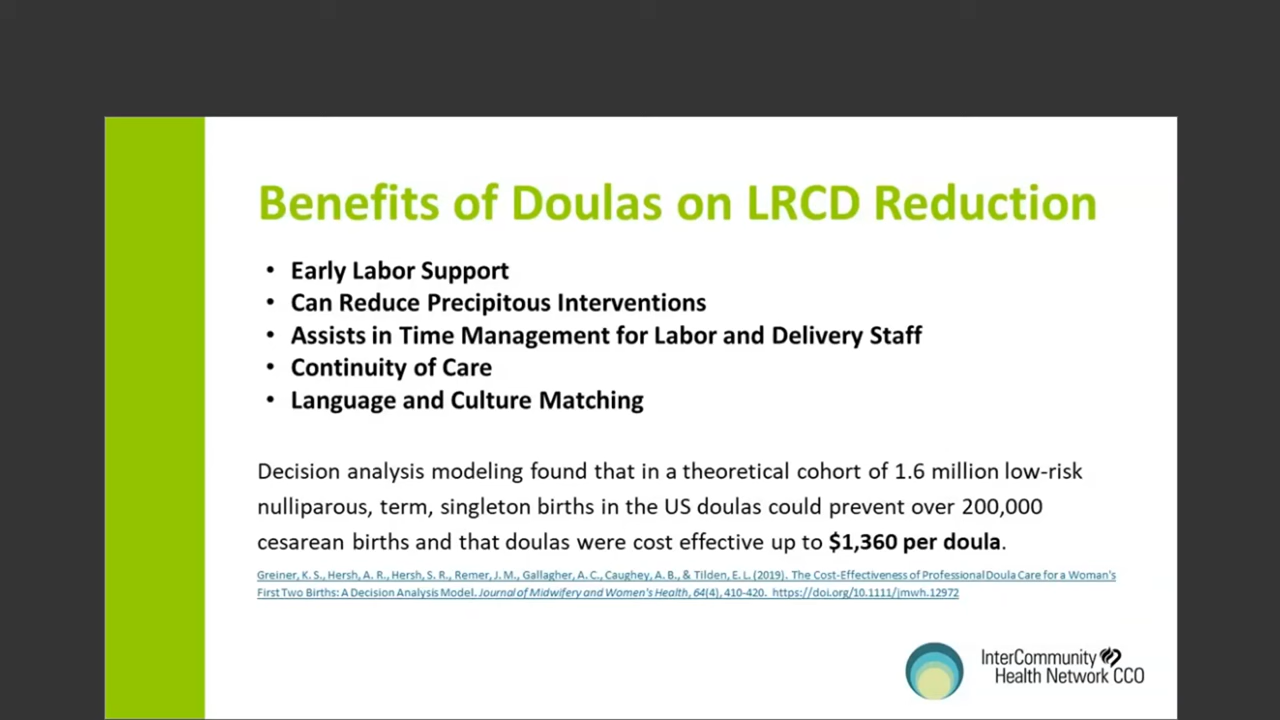 Benefits of Doulas on LRCD Reduction
• Early Labor Support
• Can Reduce Precipitous Interventions
• Assists in Time Management for Labor and Delivery Staff
• Continuity of Care
• Language and Culture Matching
Decision analysis modeling found that in a theoretical cohort of 1.6 million low-risk
nulliparous, term, singleton births in the US doulas could prevent over 200,000
cesarean births and that doulas were cost effective up to $1,360 per doula.
Greiner, K. S., Hersh, A. R., Hersh, S. R., Remer, J. M., Gallagher, A. C., Caughey, A. B., & Tilden, E. L. (2019). The Cost-Effectiveness of Professional Doula Care for a Woman's
First Two Births: A Decision Analysis Model. Journal of Midwifery and Women's Health, 64(4), 410-420. https://doi.org/10.1111/jmwh.12972
InterCommunity
Health Network CCO